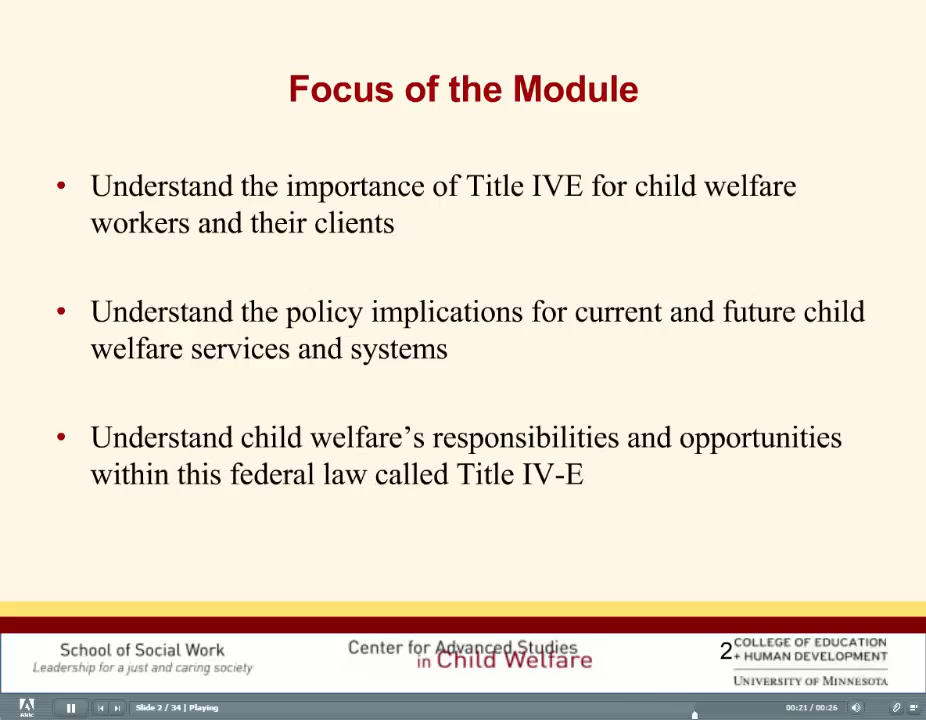 Focus of the Module
• Understand the importance of Title IVE for child welfare
workers and their clients
• Understand the policy implications for current and future child
welfare services and systems
• Understand child welfare’s responsibilities and opportunities
within this federal law called Title IV-E
School of Social Work
Leadership for a just and caring society
Center for Advanced Studies
in Child Welfare
2
COLLEGE OF EDUCATION
+ HUMAN DEVELOPMENT
UNIVERSITY OF MINNESOTA
Slide 2 / 34 | Playing
00:21 / 00:26